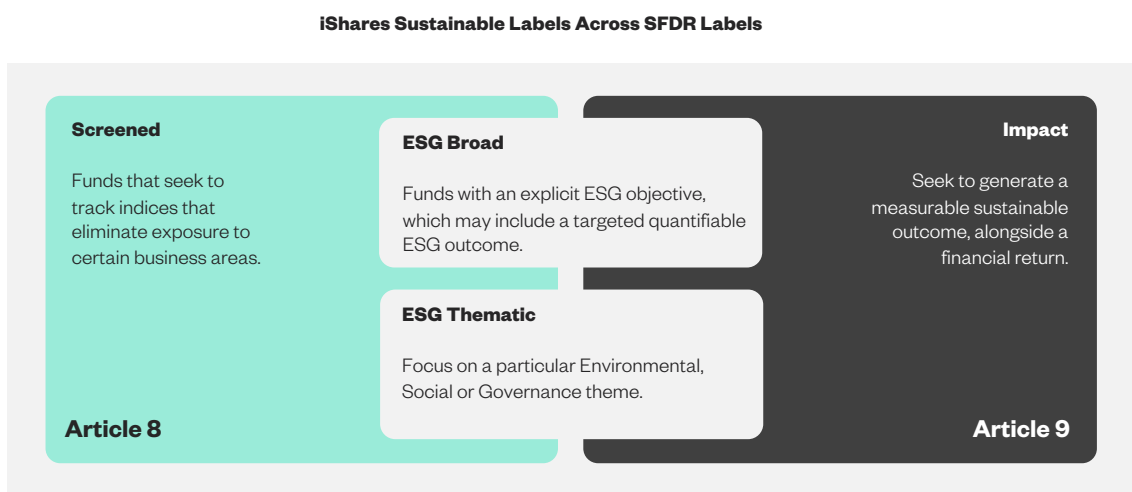 iShares Sustainable Labels Across SFDR Labels
Screened
Funds that seek to
track indices that
eliminate exposure to
certain business areas.
Article 8
ESG Broad
Funds with an explicit ESG objective,
which may include a targeted quantifiable
ESG outcome.
ESG Thematic
Focus on a particular Environmental,
Social or Governance theme.
Impact
Seek to generate a
measurable sustainable
outcome, alongside a
financial return.
Article 9